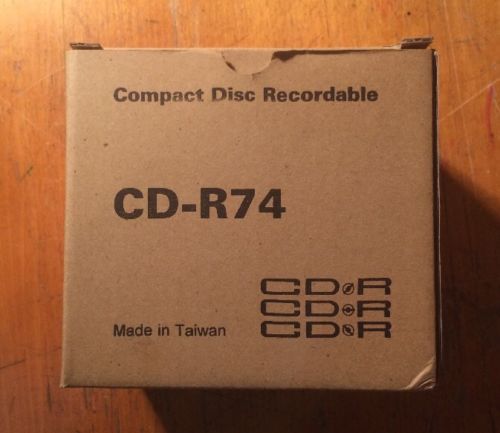 Compact Disc Recordable
CD-R74
CD-R
CD-R
Made in Taiwan CD-R